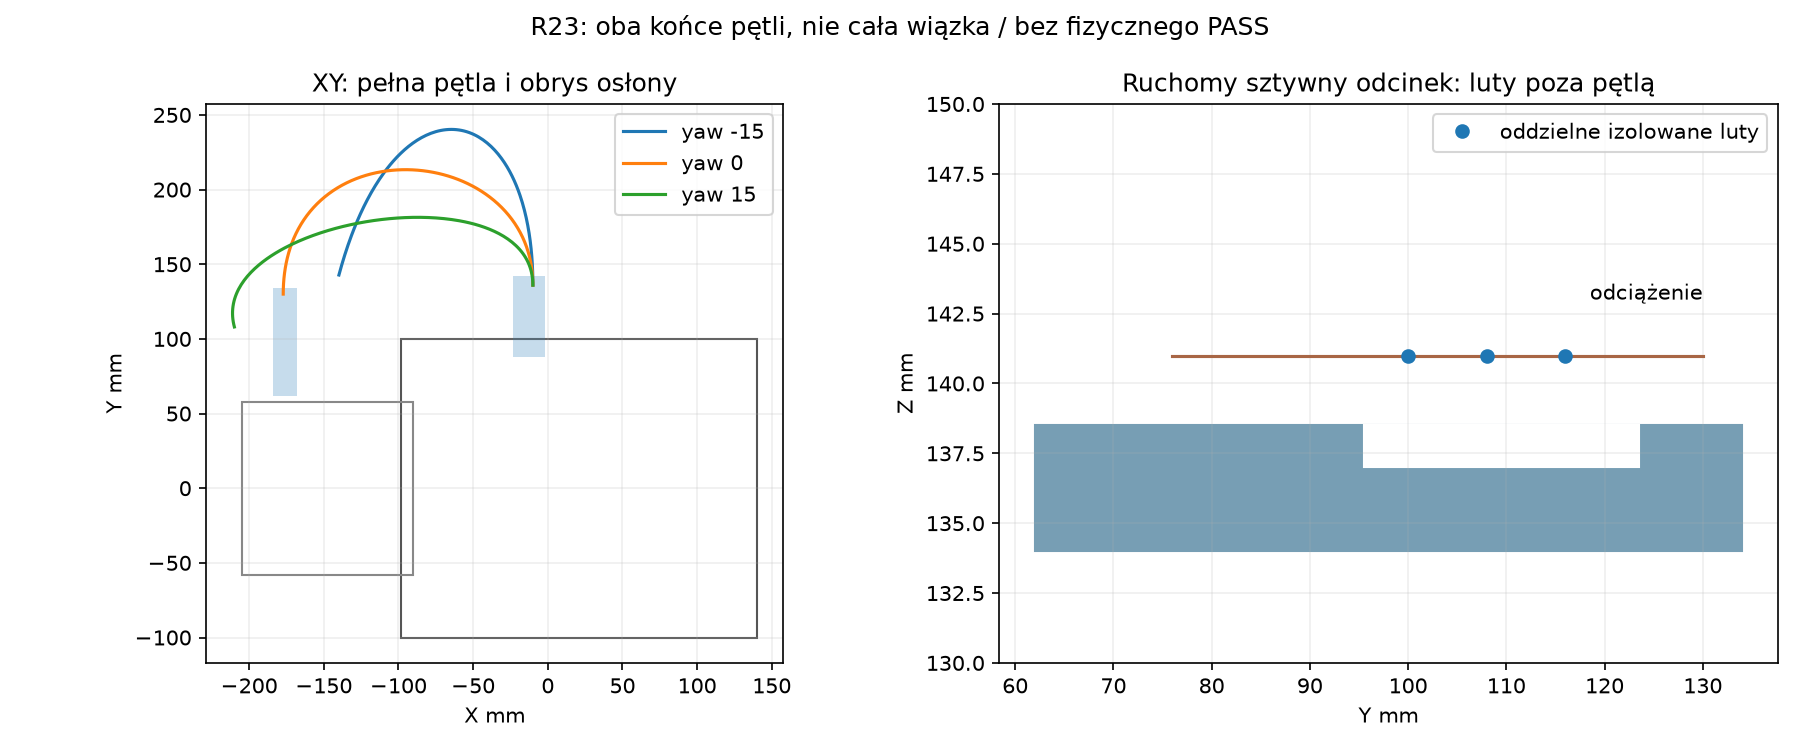 R23: oba końce pętli, nie cała wiązka / bez fizycznego PASS
XY: pełna pętla i obrys osłony
250
200
150
100
50
0
−50
−100
Y mm
−200
−150
−100
−50
0
50
100
150
X mm
yaw -15
yaw 0
yaw 15
Ruchomy sztywny odcinek: luty poza pętlą
150.0
147.5
145.0
142.5
140.0
137.5
135.0
132.5
130.0
Z mm
60
70
80
90
100
110
120
130
Y mm
oddzielne izolowane luty
odciążenie